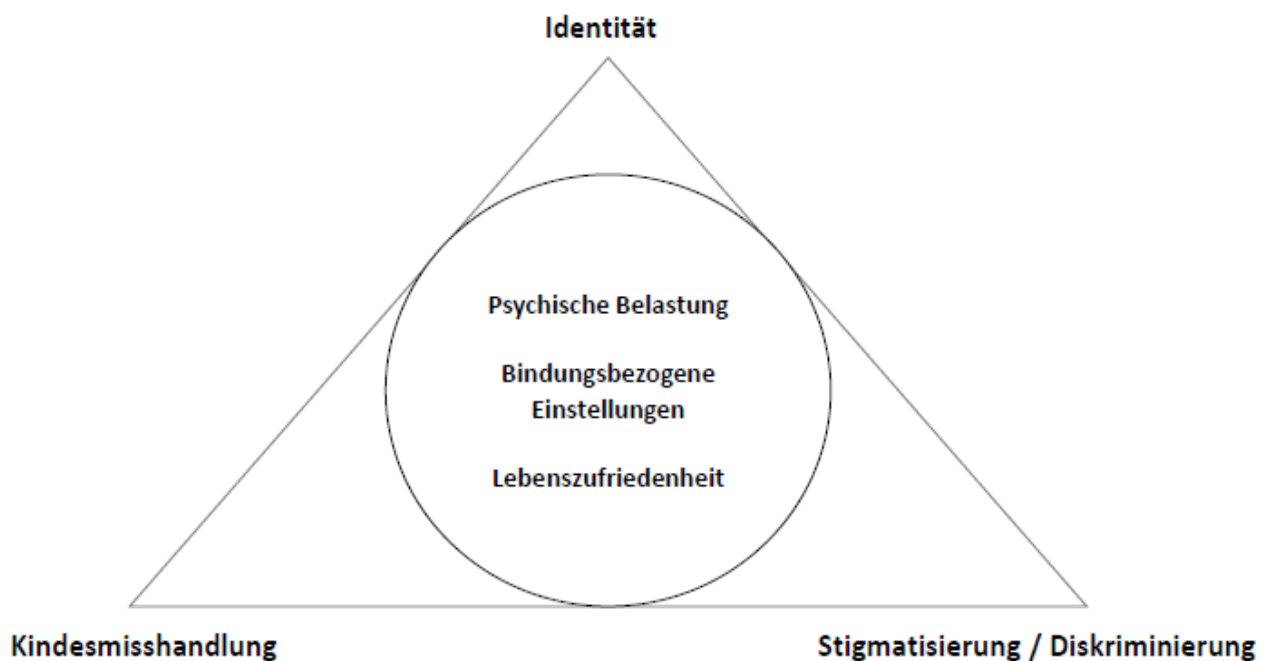 Identität
Psychische Belastung
Bindungsbezogene
Einstellungen
Lebenszufriedenheit
Kindesmisshandlung
Stigmatisierung / Diskriminierung